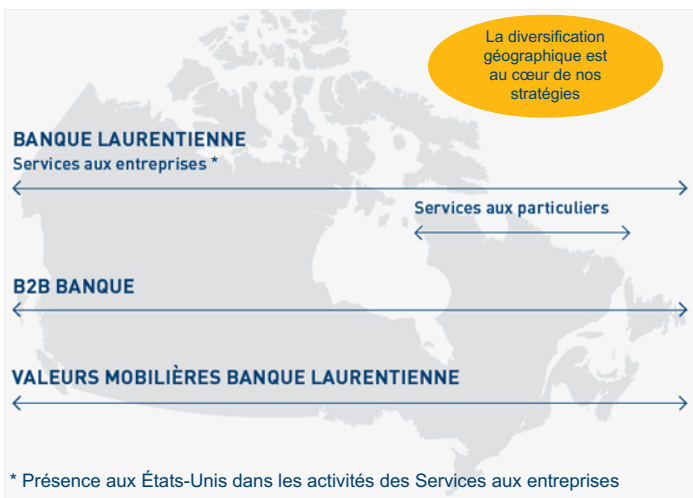 La diversification
géographique est
au cœur de nos
stratégies
BANQUE LAURENTIENNE
Services aux entreprises *
Services aux particuliers
B2B BANQUE
VALEURS MOBILIÈRES BANQUE LAURENTIENNE
* Présence aux États-Unis dans les activités des Services aux entreprises